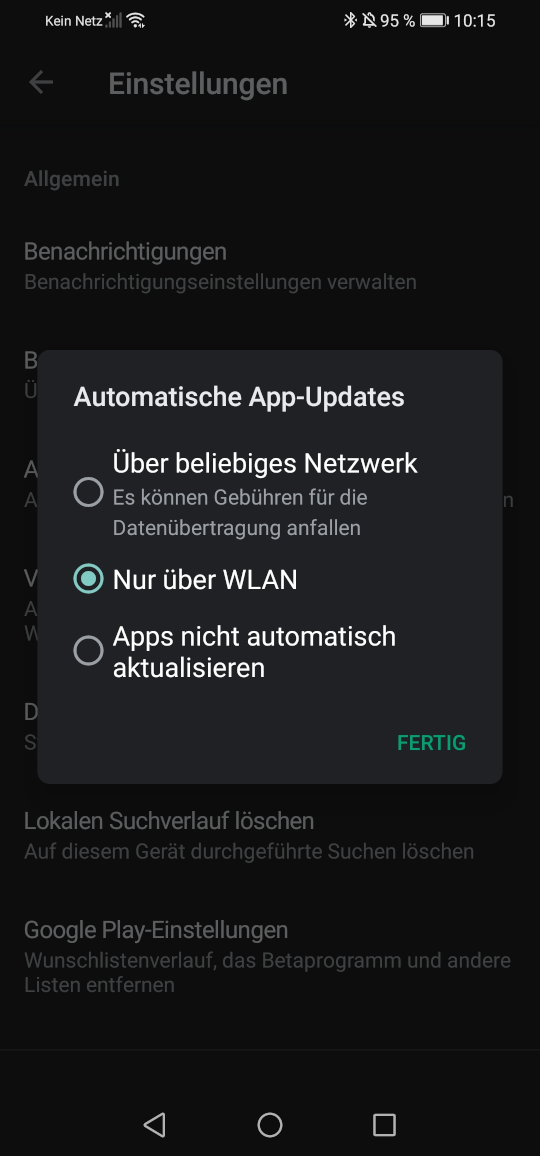 Kein Netz 95 % 10:15
Einstellungen
Allgemein
Benachrichtigungen
Benachrichtigungseinstellungen verwalten
Automatische App-Updates
Über beliebiges Netzwerk
Es können Gebühren für die
Datenübertragung anfallen
Nur über WLAN
Apps nicht automatisch
aktualisieren
FERTIG
Lokalen Suchverlauf löschen
Auf diesem Gerät durchgeführte Suchen löschen
Google Play-Einstellungen
Wunschlistenverlauf, das Betaprogramm und andere
Listen entfernen